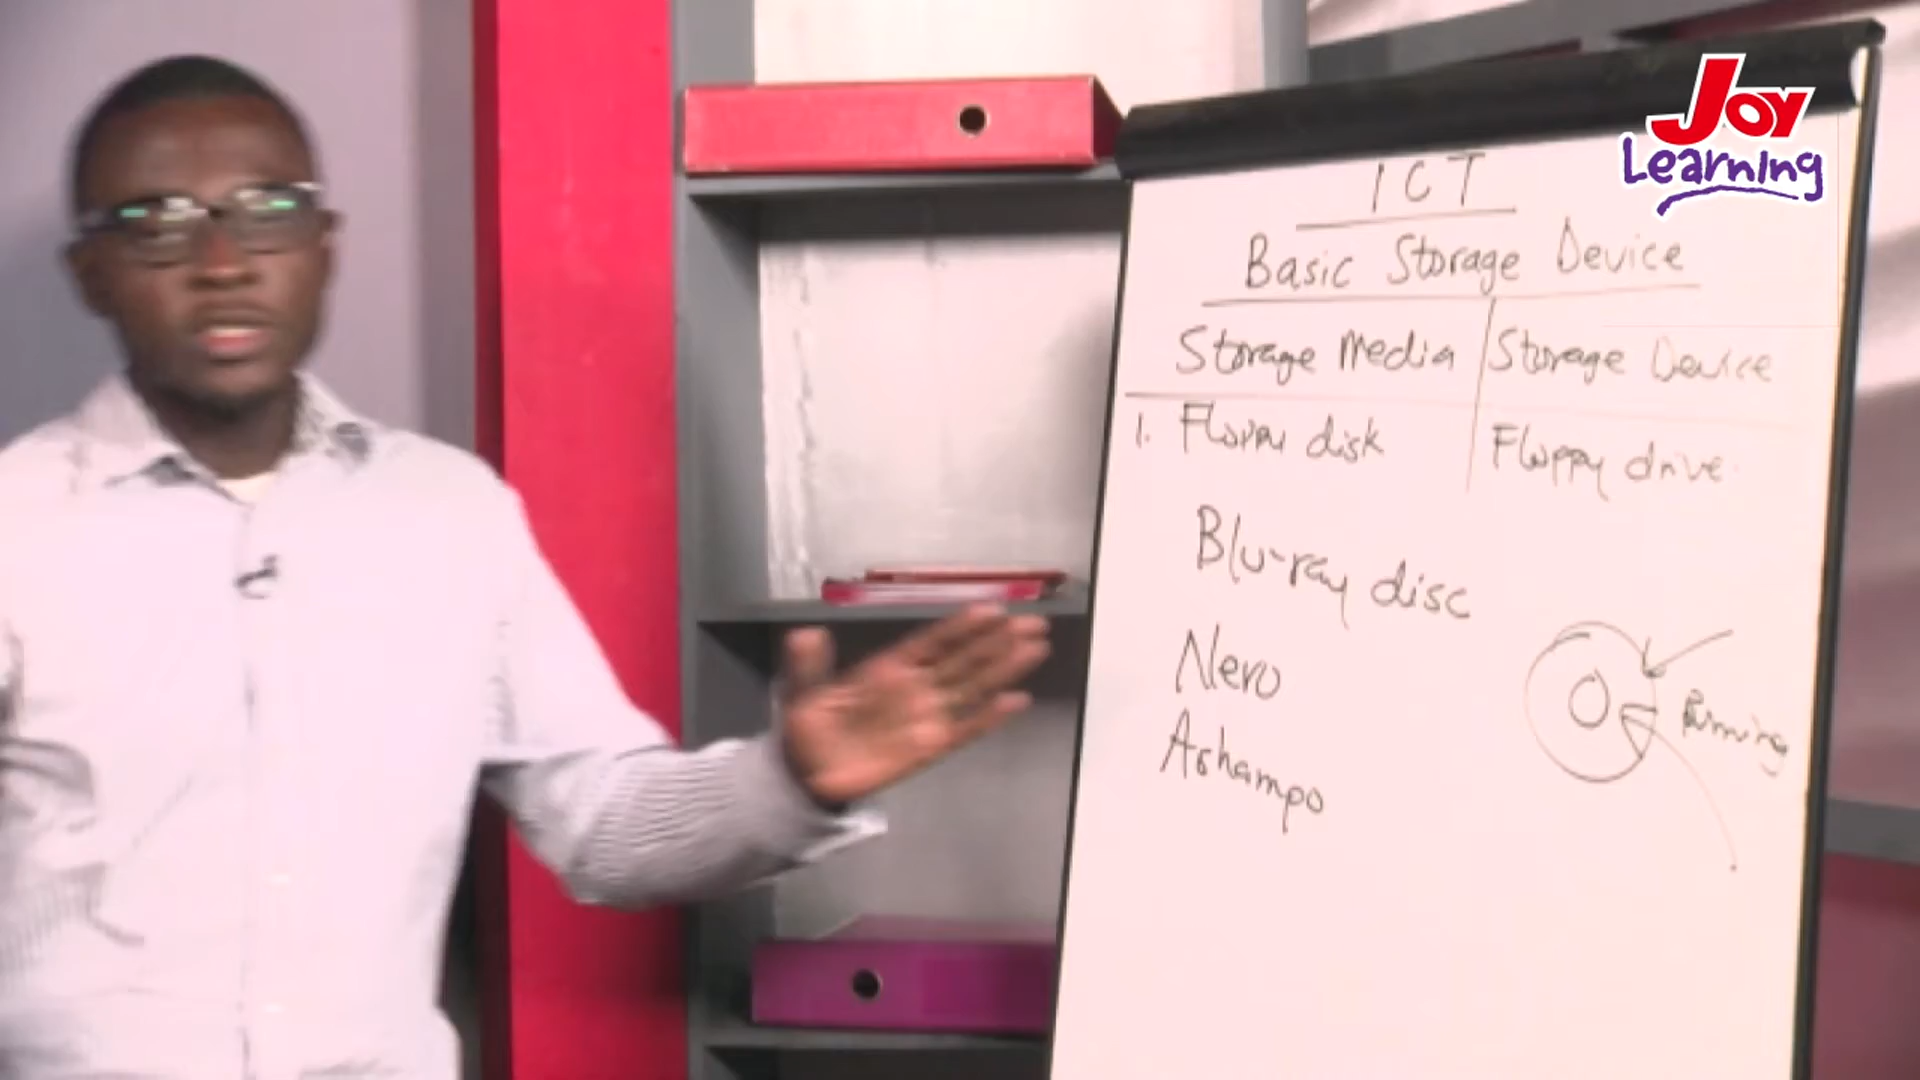 JOY
Learning
ICT
Basic Storage Device
Storage Media Storage Device
1. Floppy disk Floppy drive
Blu-ray disc
Nero
Burning
Ashampo